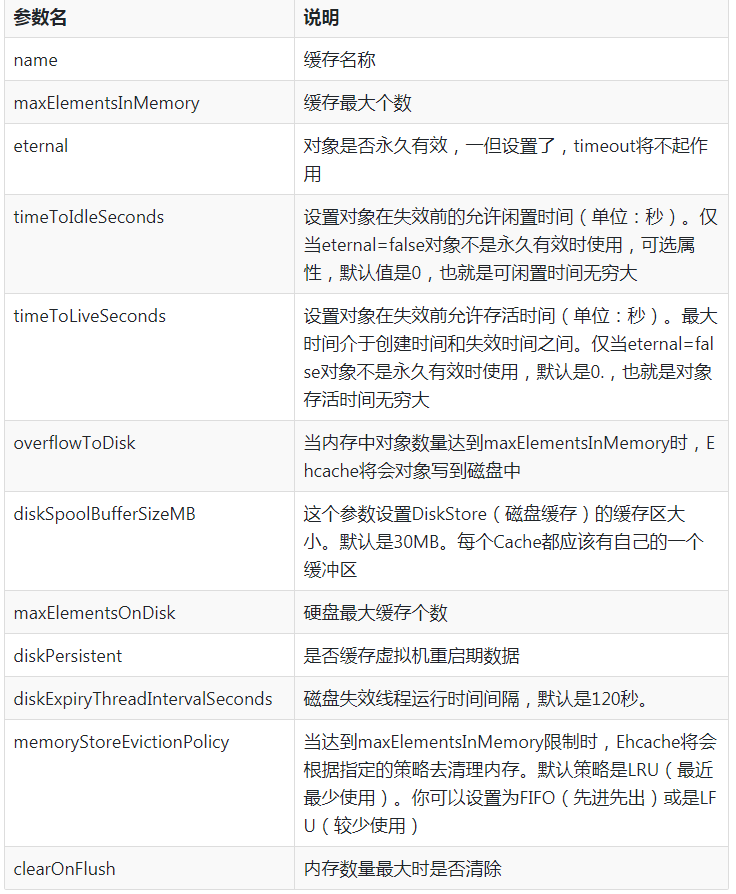 参数名 说明
name 缓存名称
maxElementsInMemory 缓存最大个数
eternal 对象是否永久有效，一但设置了，timeout将不起作
用
timeToIdleSeconds 设置对象在失效前的允许闲置时间（单位：秒）。仅
当eternal=false对象不是永久有效时使用，可选属
性，默认值是0，也就是可闲置时间无穷大
timeToLiveSeconds 设置对象在失效前允许存活时间（单位：秒）。最大
时间介于创建时间和失效时间之间。仅当eternal=fal
se对象不是永久有效时使用，默认是0.，也就是对象
存活时间无穷大
overflowToDisk 当内存中对象数量达到maxElementsInMemory时，E
hcache将会对象写到磁盘中
diskSpoolBufferSizeMB 这个参数设置DiskStore（磁盘缓存）的缓存区大
小。默认是30MB。每个Cache都应该有自己的一个
缓冲区
maxElementsOnDisk 硬盘最大缓存个数
diskPersistent 是否缓存虚拟机重启期数据
diskExpiryThreadIntervalSeconds 磁盘失效线程运行时间间隔，默认是120秒。
memoryStoreEvictionPolicy 当达到maxElementsInMemory限制时，Ehcache将会
根据指定的策略去清理内存。默认策略是LRU（最近
最少使用）。你可以设置为FIFO（先进先出）或是LF
U（较少使用）
clearOnFlush 内存数量最大时是否清除